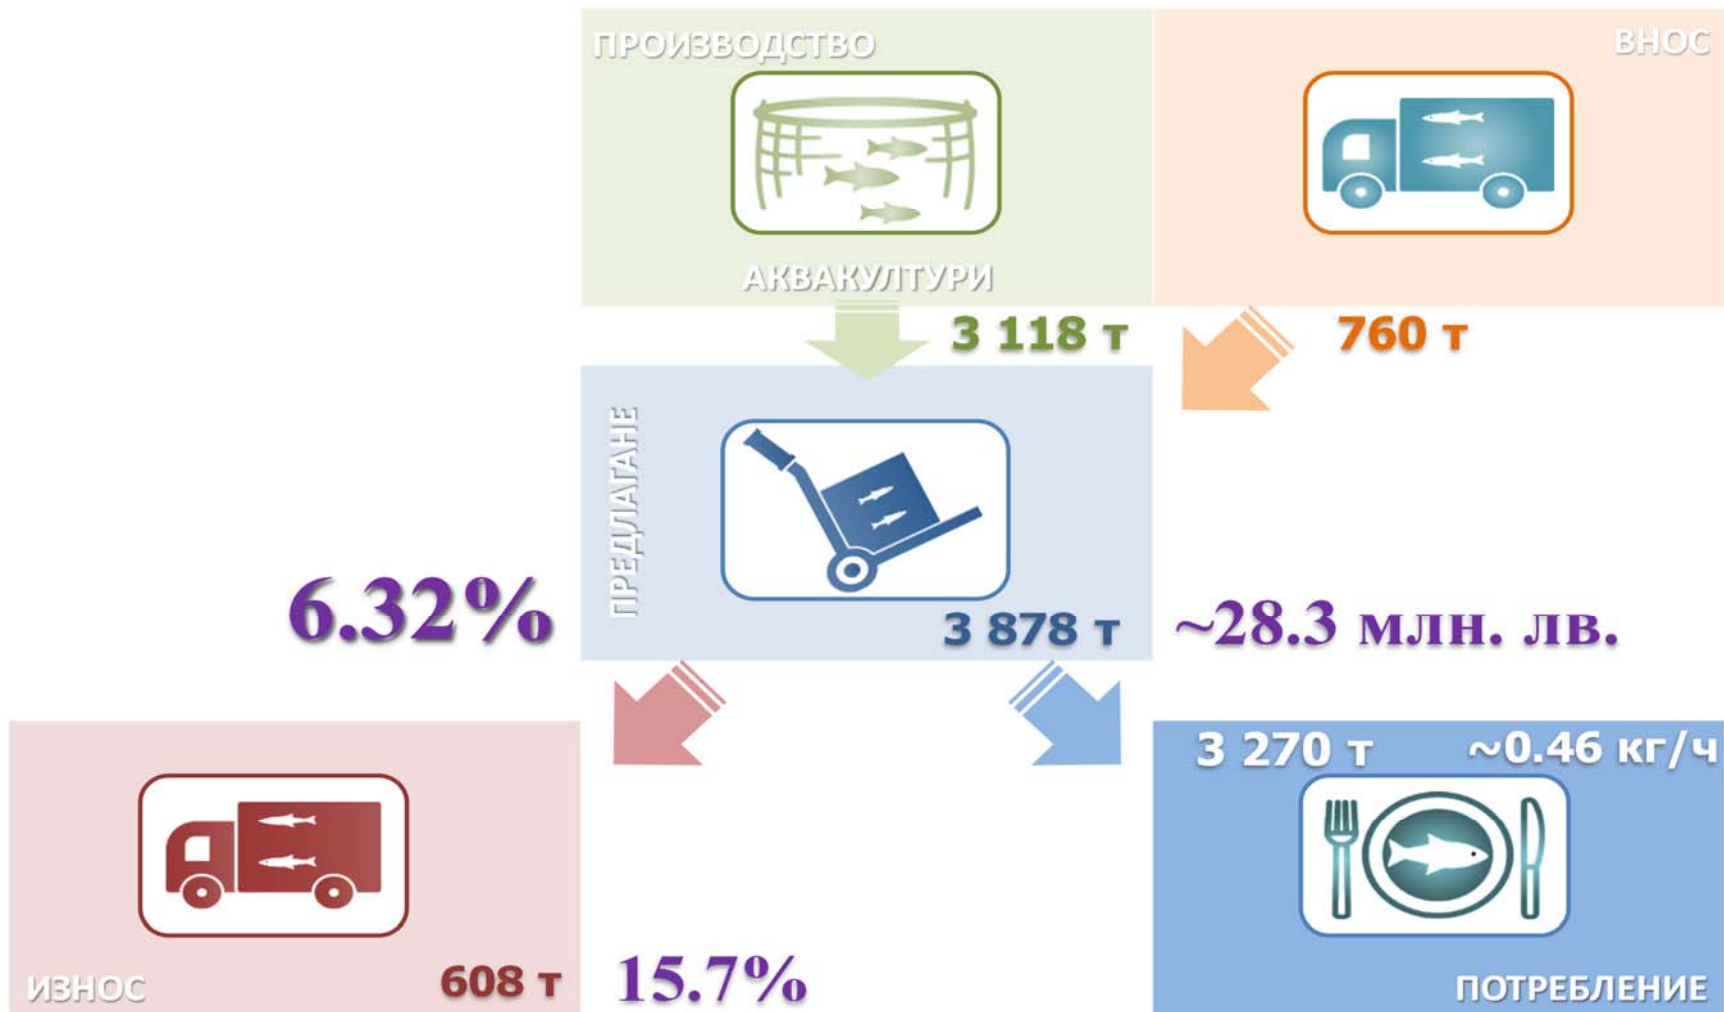 ПРОИЗВОДСТВО
ВНОС
АКВАКУЛТУРИ
3 118 т
760 т
ПРЕДЛАГАНЕ
6.32%
3 878 т
~28.3 млн. лв.
3 270 т
~0.46 кг/ч
ИЗНОС
608 т
15.7%
ПОТРЕБЛЕНИЕ